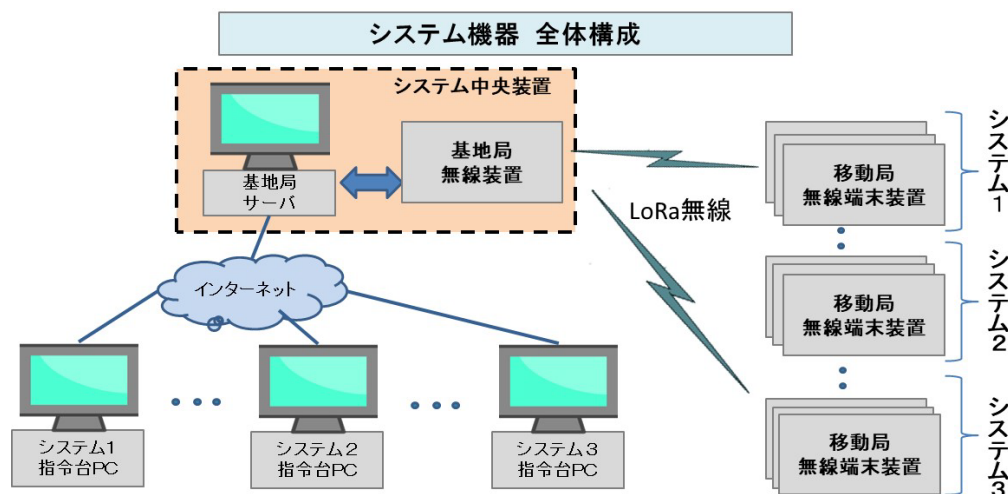 システム機器 全体構成
システム中央装置
基地局
サーバ
基地局
無線装置
LoRa無線
インターネット
システム1
指令台PC
システム2
指令台PC
システム3
指令台PC
移動局
無線端末装置
システム1
移動局
無線端末装置
システム2
移動局
無線端末装置
システム3